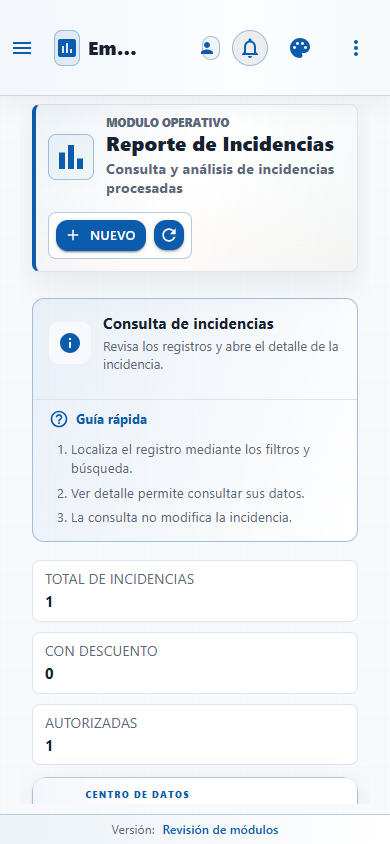 Em...
MODULO OPERATIVO
Reporte de Incidencias
Consulta y análisis de incidencias
procesadas
NUEVO
Consulta de incidencias
Revisa los registros y abre el detalle de la
incidencia.
Guía rápida
1. Localiza el registro mediante los filtros y
búsqueda.
2. Ver detalle permite consultar sus datos.
3. La consulta no modifica la incidencia.
TOTAL DE INCIDENCIAS
1
CON DESCUENTO
0
AUTORIZADAS
1
CENTRO DE DATOS
Versión: Revisión de módulos